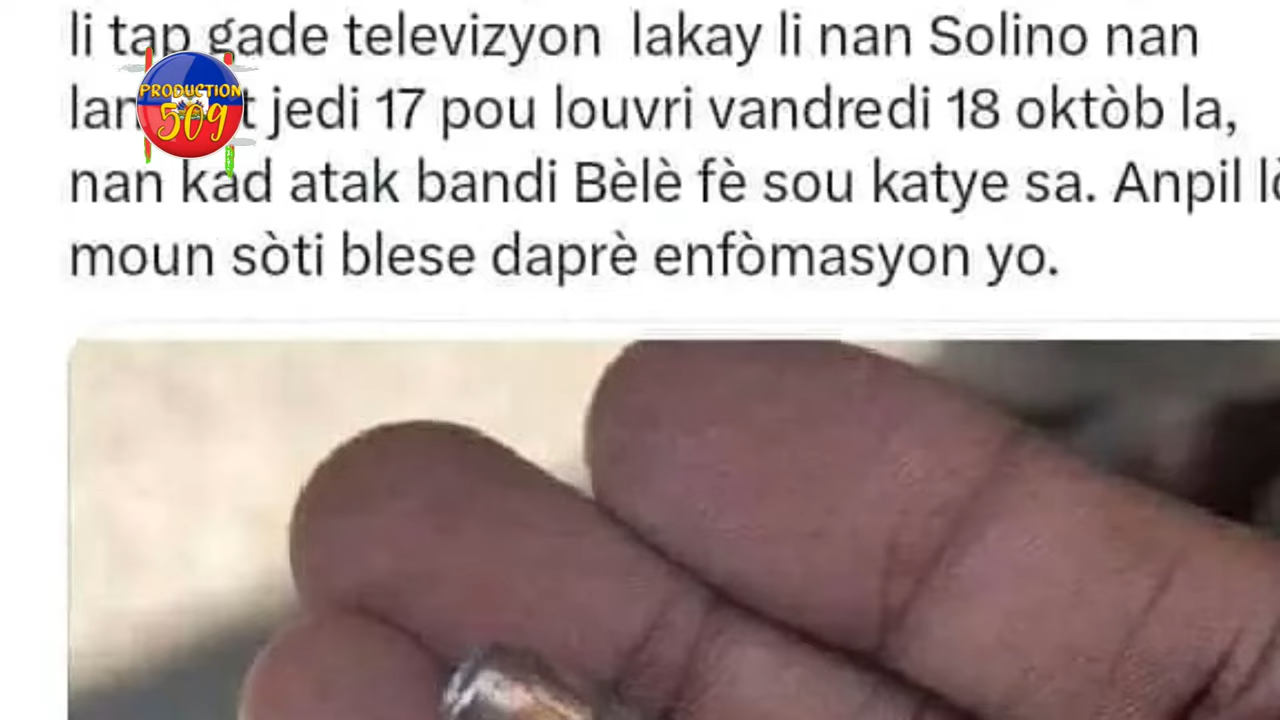 li tap gade televizyon lakay li nan Solino nan
jedi 17 pou louvri vandredi 18 oktòb la,
nan kad atak bandi Bèlè fè sou katye sa. Anpil
moun sòti blese daprè enfòmasyon yo.
PRODUCTION
509